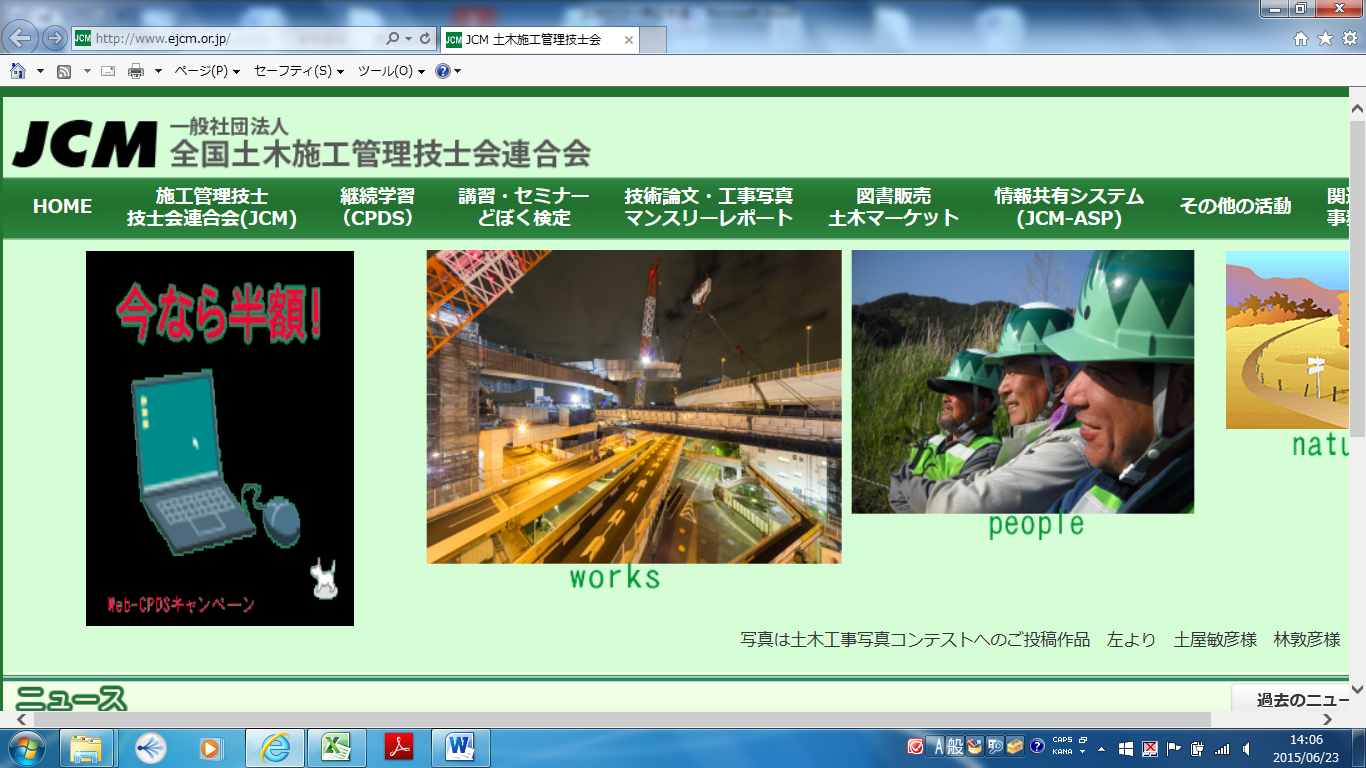 http://www.ejcm.or.jp/
JCM 土木施工管理技士会
ページ(P)
セーフティ(S)
ツール(O)
JCM
一般社団法人
全国土木施工管理技士会連合会
HOME
施工管理技士
技士会連合会(JCM)
継続学習
（CPDS）
講習・セミナー
どぼく検定
技術論文・工事写真
マンスリーレポート
図書販売
土木マーケット
情報共有システム
(JCM-ASP)
その他の活動
今なら半額!
Web-CPDSキャンペーン
works
people
natu
写真は土木工事写真コンテストへのご投稿作品　左より　土屋敏彦様　林敦彦様
ニュース
過去のニュー
A 般
CAPS
KANA
14:06
2015/06/23